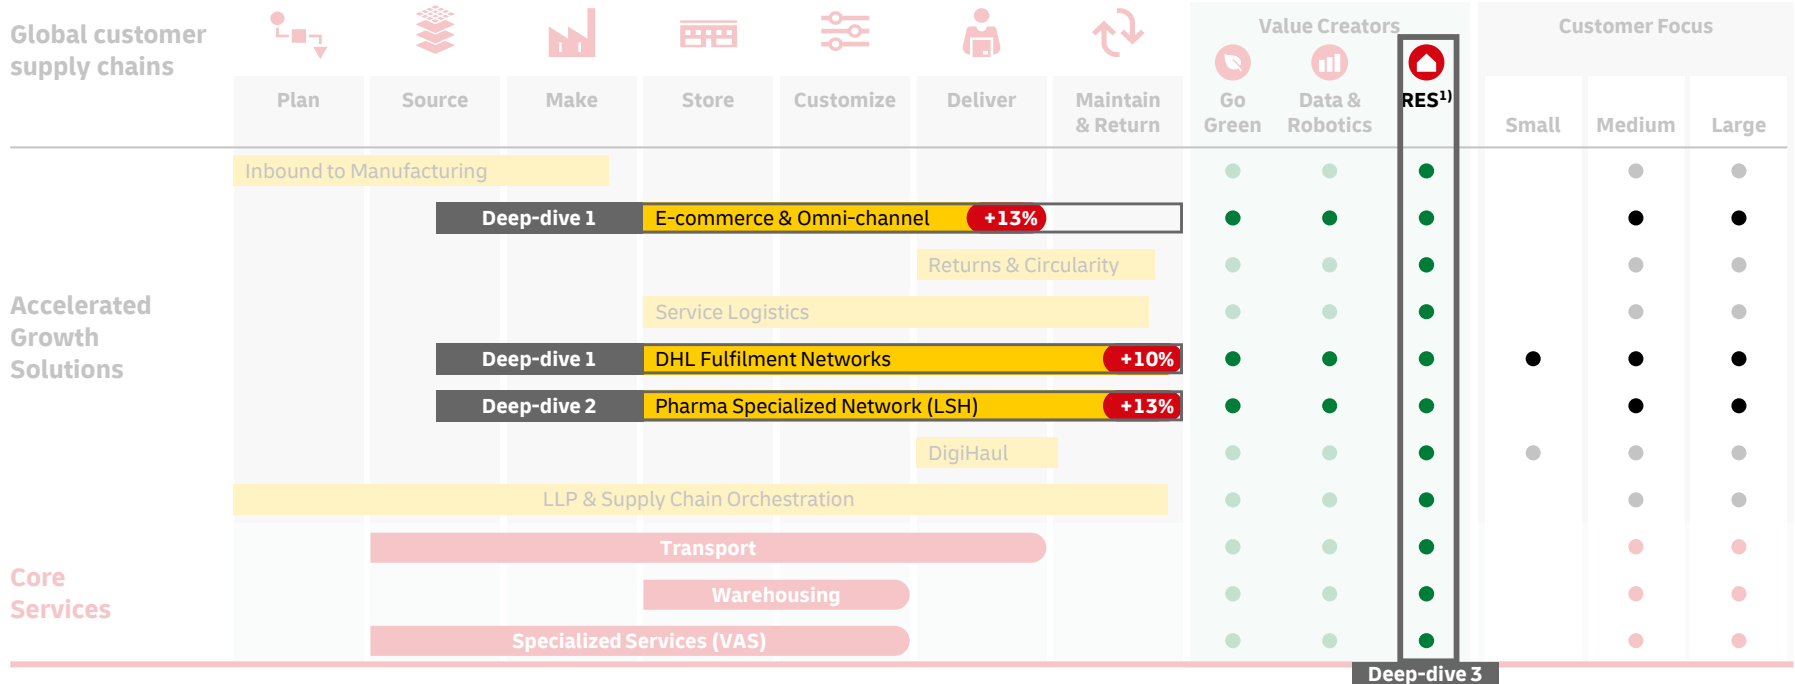 Global customer
supply chains
Value Creators
Customer Focus
Plan
Source
Make
Store
Customize
Deliver
Maintain
& Return
Go
Green
Data &
Robotics
RES¹⁾
Small
Medium
Large
Accelerated
Growth
Solutions
Inbound to Manufacturing
Deep-dive 1 E-commerce & Omni-channel +13%
Returns & Circularity
Service Logistics
Deep-dive 1 DHL Fulfilment Networks +10%
Deep-dive 2 Pharma Specialized Network (LSH) +13%
DigiHaul
LLP & Supply Chain Orchestration
Core
Services
Transport
Warehousing
Specialized Services (VAS)
Deep-dive 3